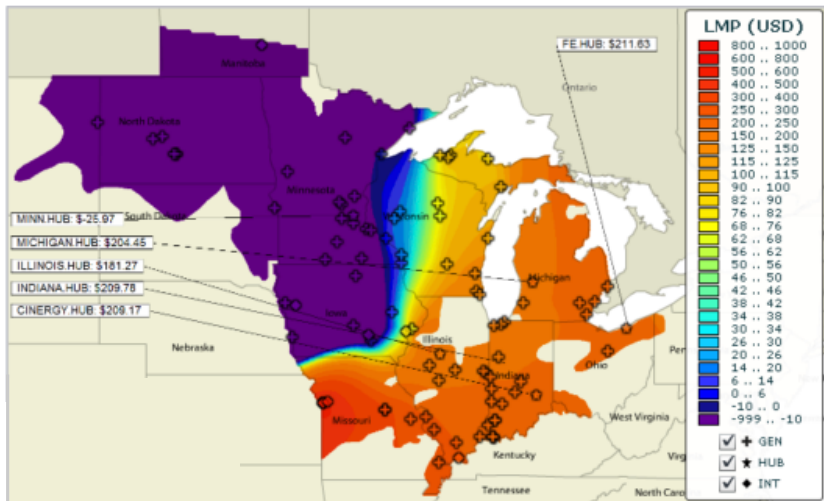 FE.HUB: $211.63
Manitoba
Ontario
North Dakota
Minnesota
MINN.HUB: $-25.97
South Dakota
Wisconsin
MICHIGAN.HUB: $204.45
ILLINOIS.HUB: $181.27
Michigan
INDIANA.HUB: $209.78
CINERGY.HUB: $209.17
Iowa
Nebraska
Illinois
Indiana
Ohio
Missouri
West Virginia
Kentucky
Tennessee
North Carol
LMP (USD)
800 .. 1000
600 .. 800
500 .. 600
400 .. 500
300 .. 400
250 .. 300
200 .. 250
150 .. 200
125 .. 150
115 .. 125
100 .. 115
90 .. 100
82 .. 90
76 .. 82
68 .. 76
62 .. 68
56 .. 62
50 .. 56
46 .. 50
42 .. 46
38 .. 42
34 .. 38
30 .. 34
26 .. 30
20 .. 26
14 .. 20
6 .. 14
0 .. 6
-10 .. 0
-999 .. -10
GEN
HUB
INT